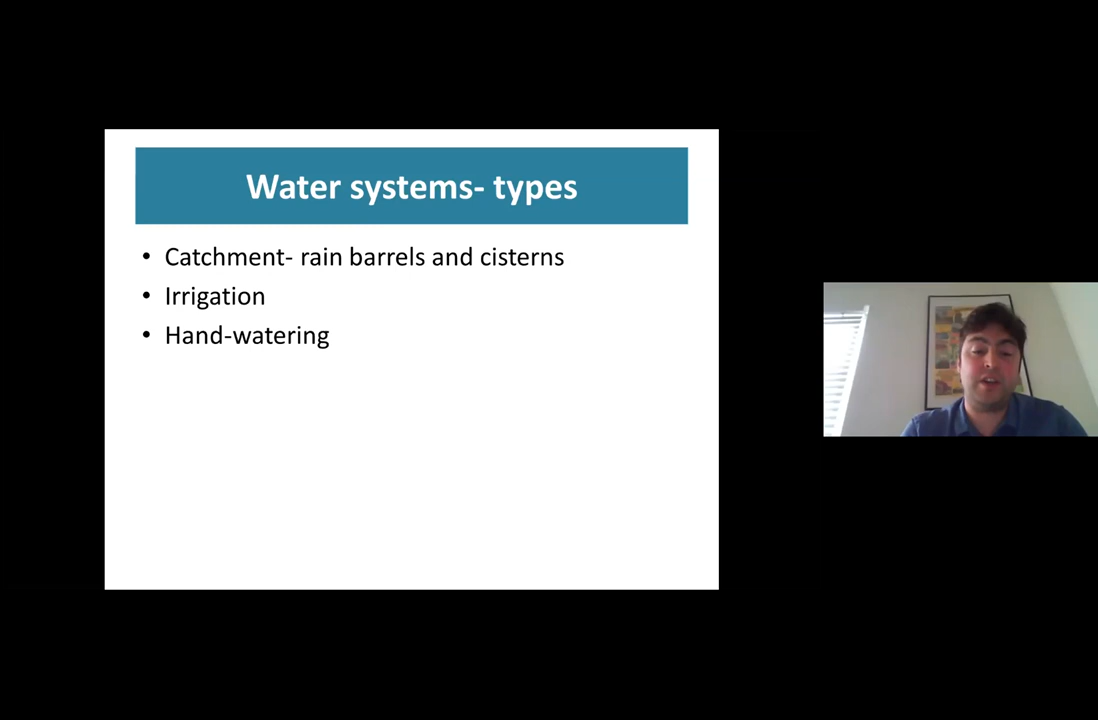 Water systems- types
• Catchment- rain barrels and cisterns
• Irrigation
• Hand-watering